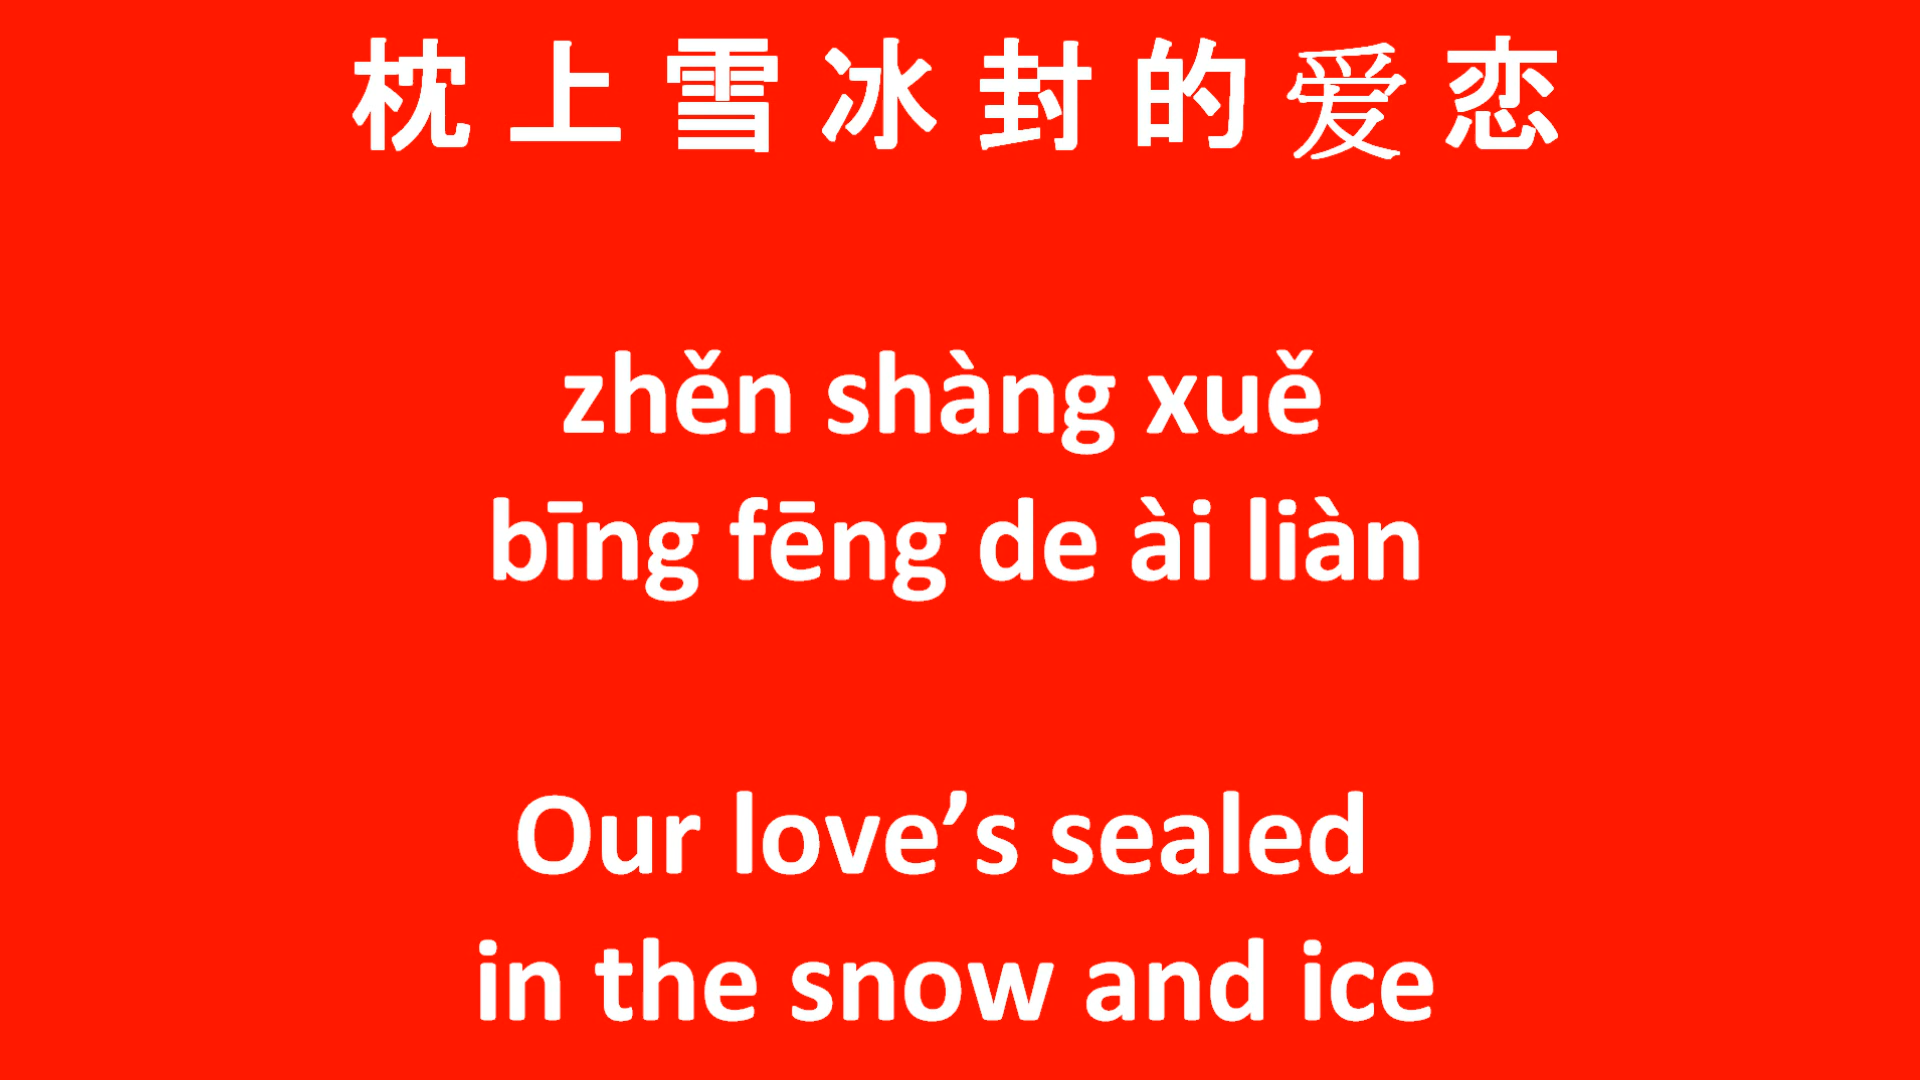 枕上雪冰封的爱恋
zhěn shàng xuě
bīng fēng de ài liàn
Our love’s sealed
in the snow and ice